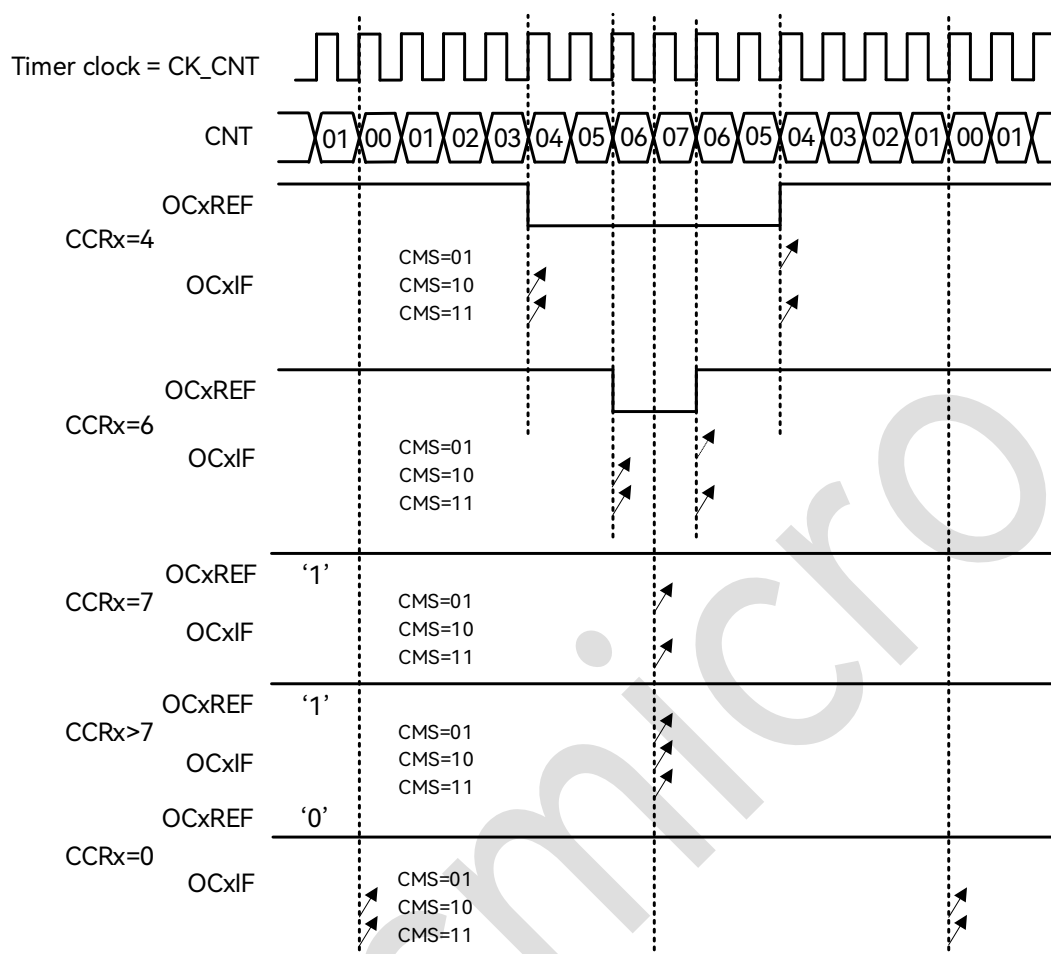 Timer clock = CK_CNT
CNT 01 00 01 02 03 04 05 06 07 06 05 04 03 02 01 00 01
OCxREF
CCRx=4
OCxIF
CMS=01
CMS=10
CMS=11
OCxREF
CCRx=6
OCxIF
CMS=01
CMS=10
CMS=11
OCxREF ‘1’
CCRx=7
OCxIF
CMS=01
CMS=10
CMS=11
OCxREF ‘1’
CCRx>7
OCxIF
CMS=01
CMS=10
CMS=11
OCxREF ‘0’
CCRx=0
OCxIF
CMS=01
CMS=10
CMS=11
micro